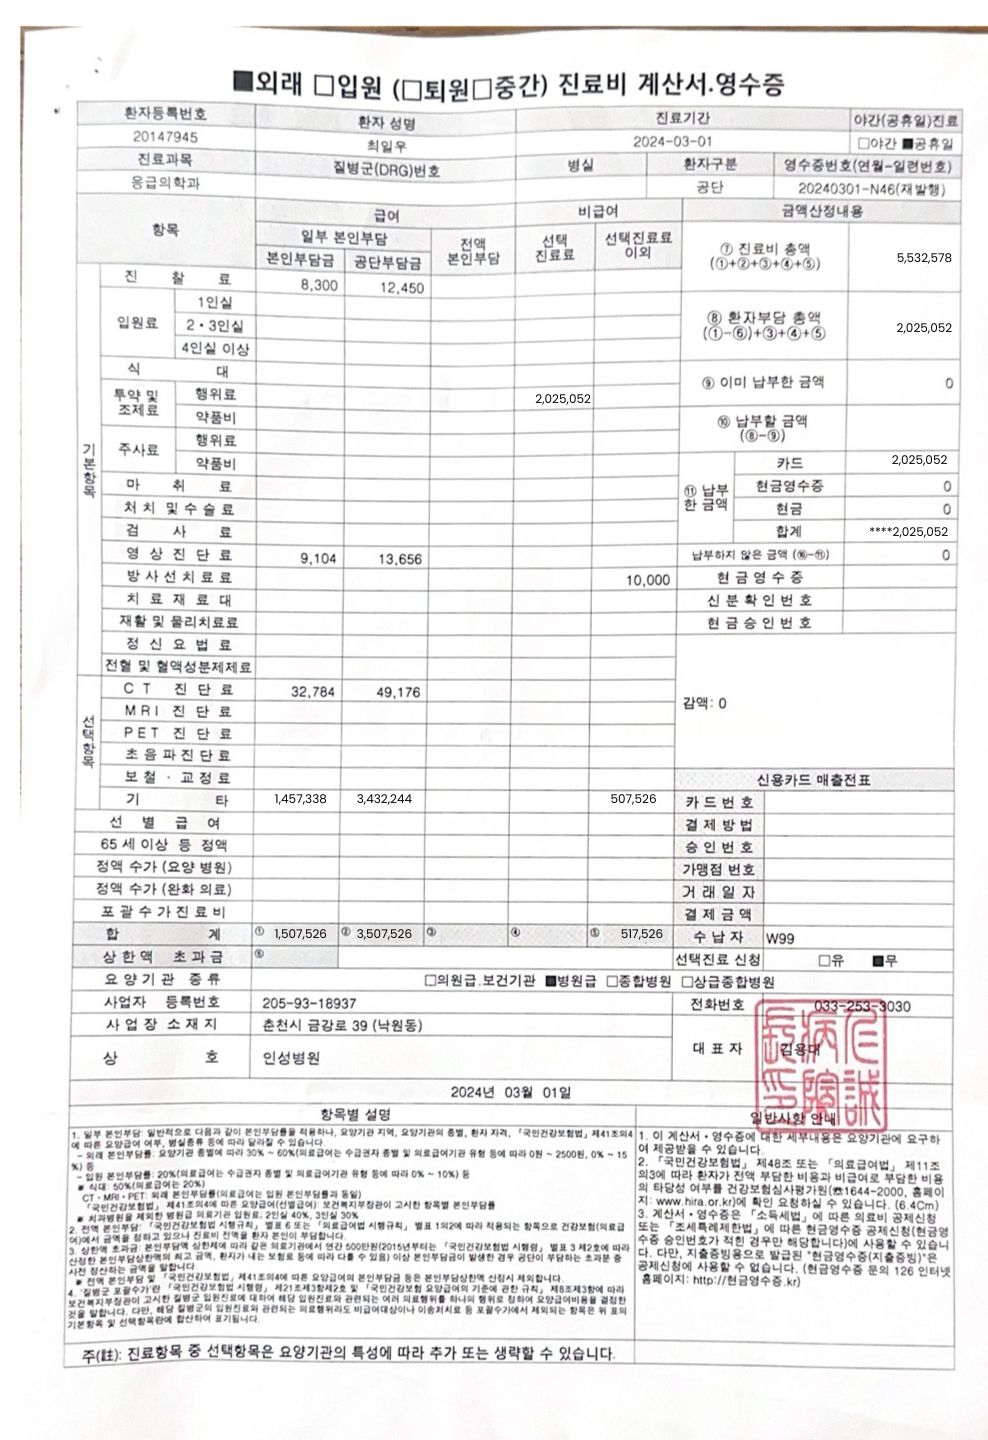 ■외래 □입원 (□퇴원□중간) 진료비 계산서.영수증
환자등록번호 환자 성명 진료기간 야간(공휴일)진료
20147945 최일우 2024-03-01 □야간 ■공휴일
진료과목 질병군(DRG)번호 병실 환자구분 영수증번호(연월-일련번호)
응급의학과 공단 20240301-N46(재발행)
항목 급여 비급여 금액산정내용
일부 본인부담 전액 본인부담 선택 진료료 선택진료료 이외
본인부담금 공단부담금
⑦ 진료비 총액 (①+②+③+④+⑤) 5,532,578
기본항목
진 찰 료 8,300 12,450
입원료 1인실
2·3인실
4인실 이상
⑧ 환자부담 총액 (①-⑥)+③+④+⑤ 2,025,052
식 대
⑨ 이미 납부한 금액 0
투약 및 조제료 행위료 2,025,052
약품비
⑩ 납부할 금액 (⑧-⑨)
주사료 행위료
약품비
⑪ 납부한 금액 카드 2,025,052
마 취 료 현금영수증 0
처치 및 수술료 현금 0
검 사 료 합계 ****2,025,052
영상진단료 9,104 13,656 납부하지 않은 금액 (⑩-⑪) 0
방사선치료료 10,000 현금영수증
치료재료대 신분확인번호
재활 및 물리치료료 현금승인번호
정신요법료
전혈 및 혈액성분제제료
선택항목
CT 진단료 32,784 49,176
감액: 0
MRI 진단료
PET 진단료
초음파진단료
보철·교정료 신용카드 매출전표
기 타 1,457,338 3,432,244 507,526 카드번호
선 별 급 여 결제방법
65세이상 등 정액 승인번호
정액 수가 (요양병원) 가맹점 번호
정액 수가 (완화 의료) 거래일자
포괄수가진료비 결제금액
합 계 ① 1,507,526 ② 3,507,526 ③ ④ ⑤ 517,526 수납자 W99
상한액 초과금 ⑥ 선택진료 신청 □유 ■무
요양기관 종류 □의원급.보건기관 ■병원급 □종합병원 □상급종합병원
사업자 등록번호 205-93-18937 전화번호 033-253-3030
사업장 소재지 춘천시 금강로 39 (낙원동)
상 호 인성병원 대표자 김용대
2024년 03월 01일
항목별 설명 일반사항 안내
1. 일부 본인부담: 일반적으로 다음과 같이 본인부담률을 적용하나, 요양기관 지역, 요양기관의 종별, 환자 자격, 「국민건강보험법」 제41조의4
에 따른 요양급여 여부, 병실종류 등에 따라 달라질 수 있습니다.
- 외래 본인부담률: 요양기관 종별에 따라 30% ~ 60%(의료급여는 수급권자 종별 및 의료급여기관 유형 등에 따라 0원 ~ 2500원, 0% ~ 15
%) 등
- 입원 본인부담률: 20%(의료급여는 수급권자 종별 및 의료급여기관 유형 등에 따라 0% ~ 10%) 등
※ 식대: 50%(의료급여는 20%)
CT·MRI·PET: 외래 본인부담률(의료급여는 입원 본인부담률과 동일)
「국민건강보험법」 제41조의4에 따른 요양급여(선별급여): 보건복지부장관이 고시한 항목별 본인부담률
※ 치과병원을 제외한 병원급 의료기관 입원료: 2인실 40%, 3인실 30%
2. 전액 본인부담: 「국민건강보험법 시행규칙」 별표 6 또는 「의료급여법 시행규칙」 별표 1의2에 따라 적용되는 항목으로 건강보험(의료급
여)에서 금액을 정하고 있으나 진료비 전액을 환자 본인이 부담합니다.
3. 상한액 초과금: 본인부담액 상한제에 따라 같은 의료기관에서 연간 500만원(2015년부터는 「국민건강보험법 시행령」 별표 3 제2호에 따라
산정한 본인부담상한액의 최고 금액, 환자가 내는 보험료 등에 따라 다를 수 있음) 이상 본인부담금이 발생한 경우 공단이 부담하는 초과분 중
사전 정산하는 금액을 말합니다.
※ 전액 본인부담 및 「국민건강보험법」 제41조의4에 따른 요양급여의 본인부담금 등은 본인부담상한액 산정시 제외합니다.
4. '질병군 포괄수가'란 「국민건강보험법 시행령」 제21조제3항제2호 및 「국민건강보험 요양급여의 기준에 관한 규칙」 제8조제3항에 따라
보건복지부장관이 고시한 질병군 입원진료에 대하여 해당 입원진료와 관련되는 여러 의료행위를 하나의 행위로 정하여 요양급여비용을 결정한
것을 말합니다. 다만, 해당 질병군의 입원진료와 관련되는 의료행위라도 비급여대상이나 이송처치료 등 포괄수가에서 제외되는 항목은 위 표의
기본항목 및 선택항목란에 합산하여 표기됩니다.
1. 이 계산서·영수증에 대한 세부내용은 요양기관에 요구하
여 제공받을 수 있습니다.
2. 「국민건강보험법」 제48조 또는 「의료급여법」 제11조
의3에 따라 환자가 전액 부담한 비용과 비급여로 부담한 비용
의 타당성 여부를 건강보험심사평가원(☎1644-2000, 홈페이
지: www.hira.or.kr)에 확인 요청하실 수 있습니다. (6.4Cm)
3. 계산서·영수증은 「소득세법」에 따른 의료비 공제신청
또는 「조세특례제한법」에 따른 현금영수증 공제신청(현금영
수증 승인번호가 적힌 경우만 해당합니다)에 사용할 수 있습니
다. 다만, 지출증빙용으로 발급된 "현금영수증(지출증빙)"은
공제신청에 사용할 수 없습니다. (현금영수증 문의 126 인터넷
홈페이지: http://현금영수증.kr)
주(註): 진료항목 중 선택항목은 요양기관의 특성에 따라 추가 또는 생략할 수 있습니다.